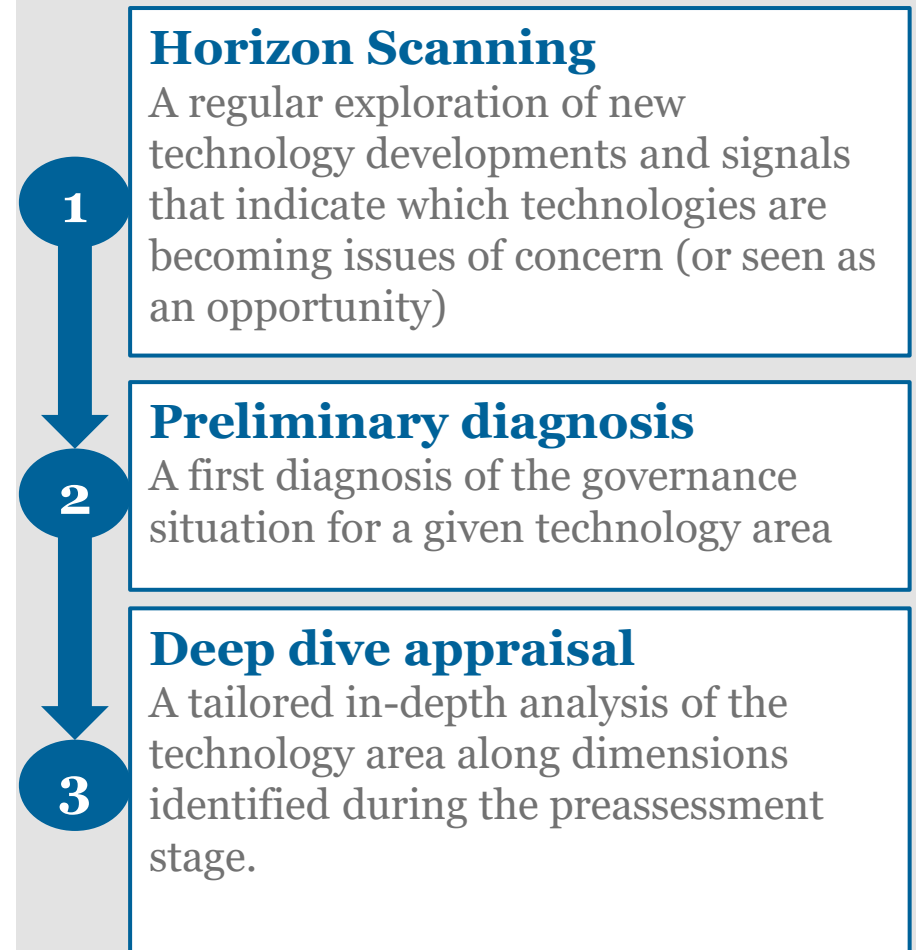 Horizon Scanning
A regular exploration of new
technology developments and signals
1
that indicate which technologies are
becoming issues of concern (or seen as
an opportunity)
Preliminary diagnosis
2
A first diagnosis of the governance
situation for a given technology area
Deep dive appraisal
A tailored in-depth analysis of the
technology area along dimensions
3
identified during the preassessment
stage.